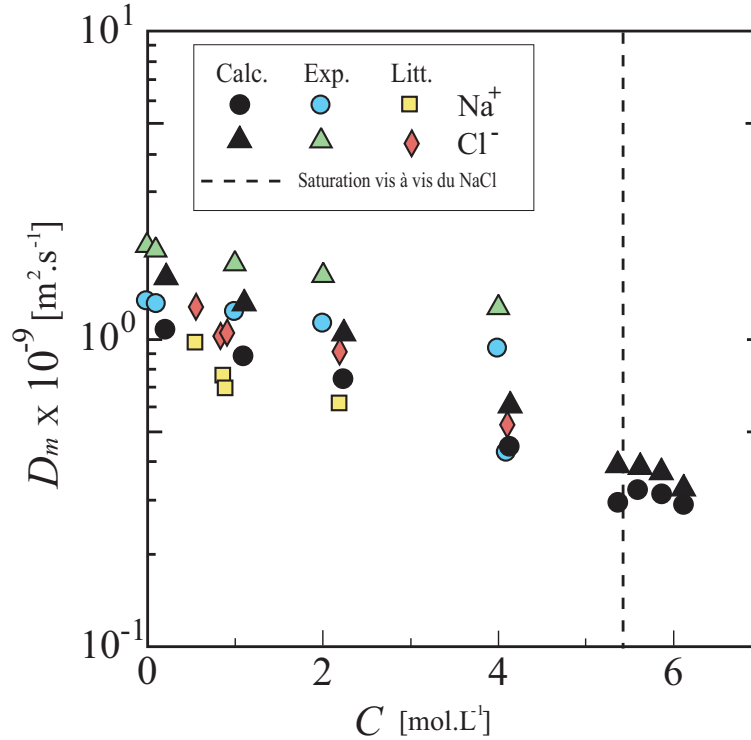 10^1
Calc. Exp. Litt.
Na^+
Cl^-
Saturation vis à vis du NaCl
D_m x 10^-9 [m^2.s^-1]
10^0
10^-1
0 2 4 6
C [mol.L^-1]